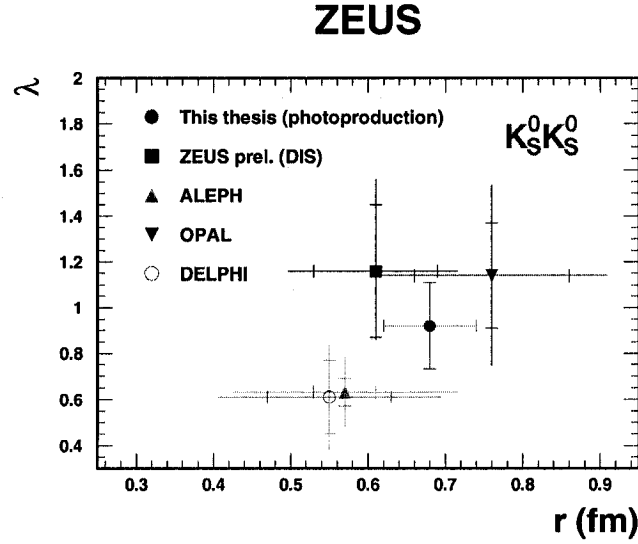 ZEUS
λ
2
1.8
1.6
1.4
1.2
1
0.8
0.6
0.4
This thesis (photoproduction)
ZEUS prel. (DIS)
ALEPH
OPAL
DELPHI
K⁰SK⁰S
0.3 0.4 0.5 0.6 0.7 0.8 0.9
r (fm)